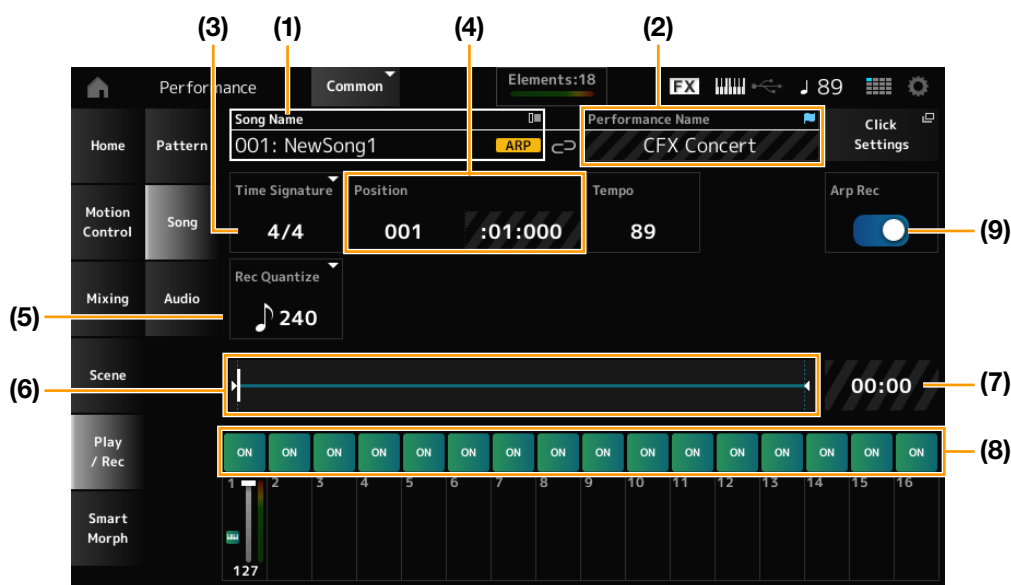 (3) (1) (4) (2)
Performance Common Elements:18 FX 89
Home Pattern Song Name Performance Name Click Settings
001: NewSong1 ARP CFX Concert
Motion Control Song Time Signature Position Tempo Arp Rec
4/4 001 :01:000 89 (9)
Mixing Audio Rec Quantize
(5) 240
Scene
(6) 00:00 (7)
Play / Rec ON ON ON ON ON ON ON ON ON ON ON ON ON ON ON ON (8)
1 2 3 4 5 6 7 8 9 10 11 12 13 14 15 16
Smart Morph
127